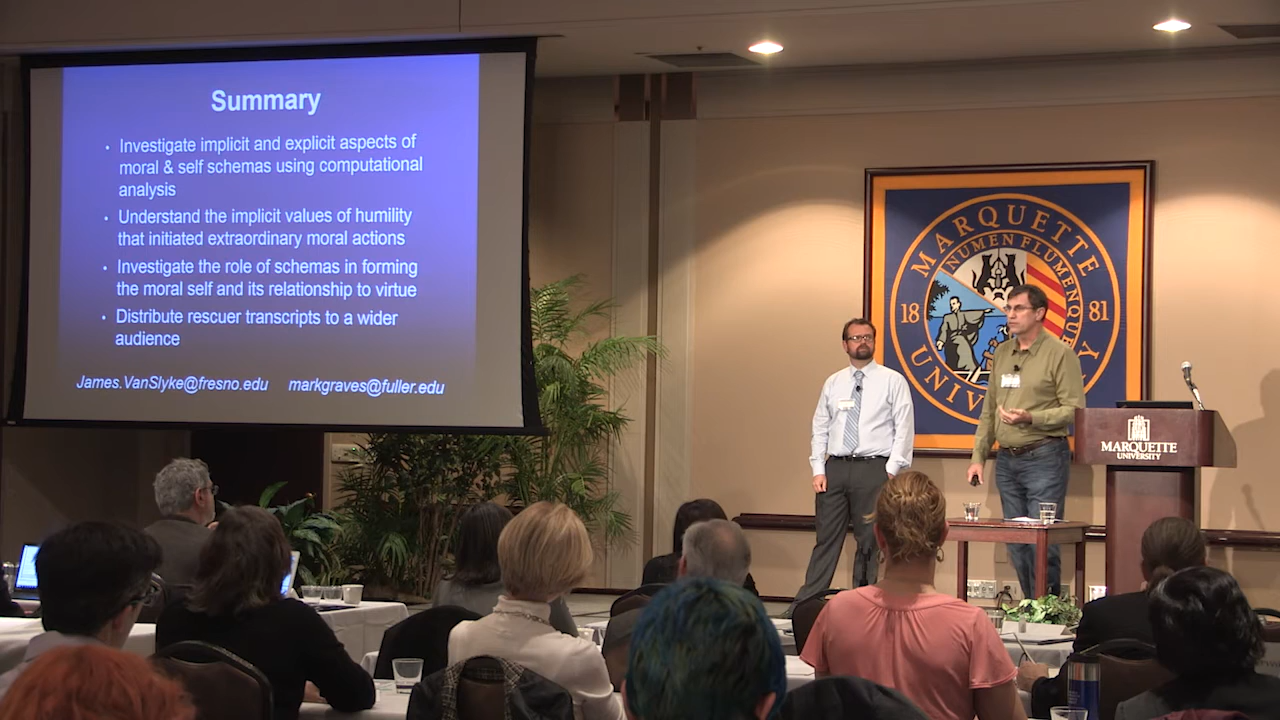 Summary
• Investigate implicit and explicit aspects of
moral & self schemas using computational
analysis
• Understand the implicit values of humility
that initiated extraordinary moral actions
• Investigate the role of schemas in forming
the moral self and its relationship to virtue
• Distribute rescuer transcripts to a wider
audience
James.VanSlyke@fresno.edu markgraves@fuller.edu
MARQUETTE
NUMEN FLUMENQUE
18 81
UNIV
MARQUETTE
UNIVERSITY